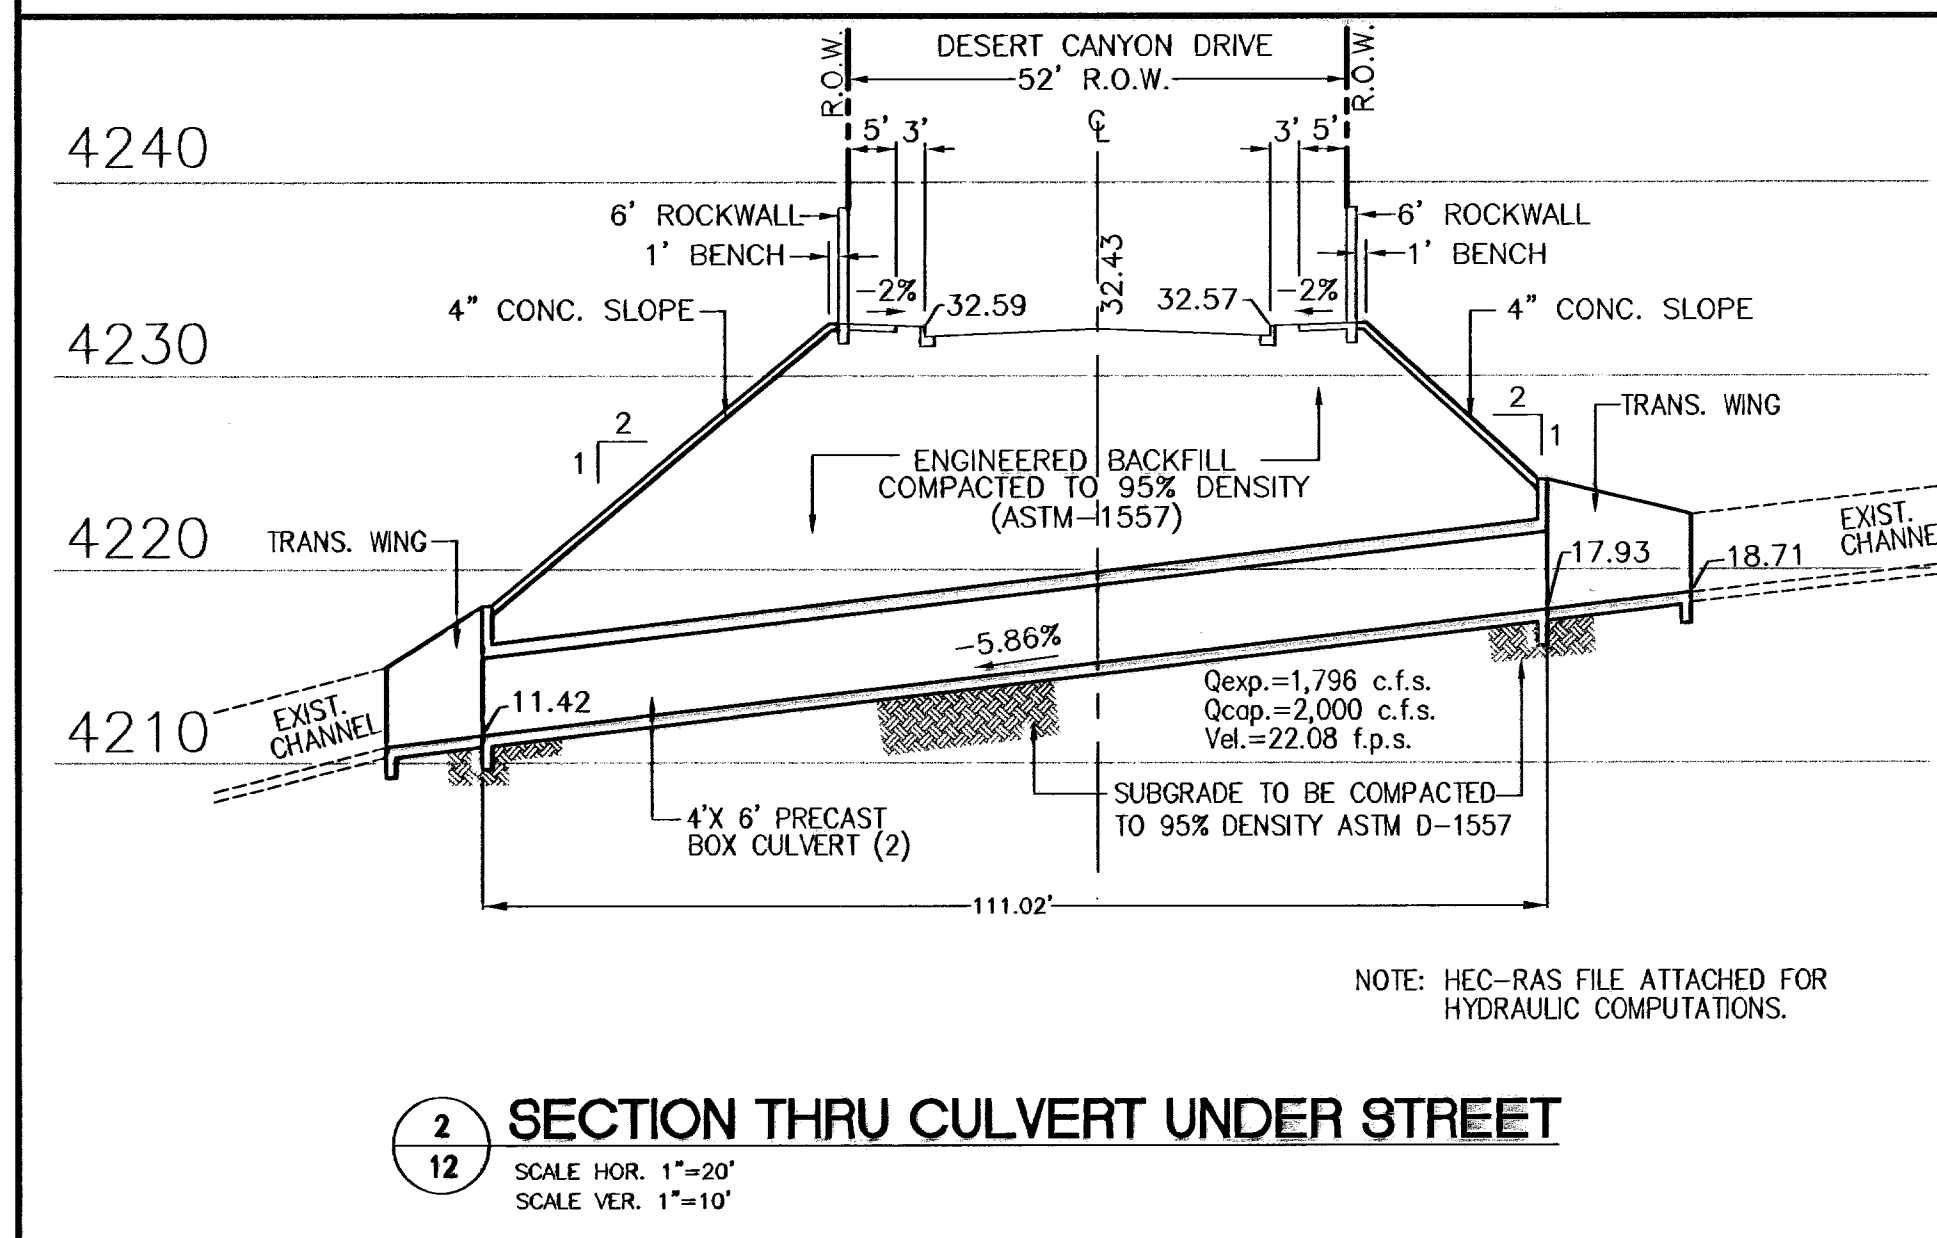 DESERT CANYON DRIVE
52' R.O.W.
R.O.W.
R.O.W.
5' 3'
℄
3' 5'
4240
6' ROCKWALL
6' ROCKWALL
1' BENCH
1' BENCH
32.43
-2%
-2%
4" CONC. SLOPE
32.59
32.57
4" CONC. SLOPE
4230
2
1
2
1
TRANS. WING
ENGINEERED BACKFILL
COMPACTED TO 95% DENSITY
(ASTM-1557)
4220
TRANS. WING
EXIST.
17.93
18.71
-5.86%
Qexp.=1,796 c.f.s.
Qcap.=2,000 c.f.s.
Vel.=22.08 f.p.s.
11.42
4210
EXIST.
CHANNEL
SUBGRADE TO BE COMPACTED
TO 95% DENSITY ASTM D-1557
4'X 6' PRECAST
BOX CULVERT (2)
111.02'
NOTE: HEC-RAS FILE ATTACHED FOR
HYDRAULIC COMPUTATIONS.
2
12
SECTION THRU CULVERT UNDER STREET
SCALE HOR. 1"=20'
SCALE VER. 1"=10'